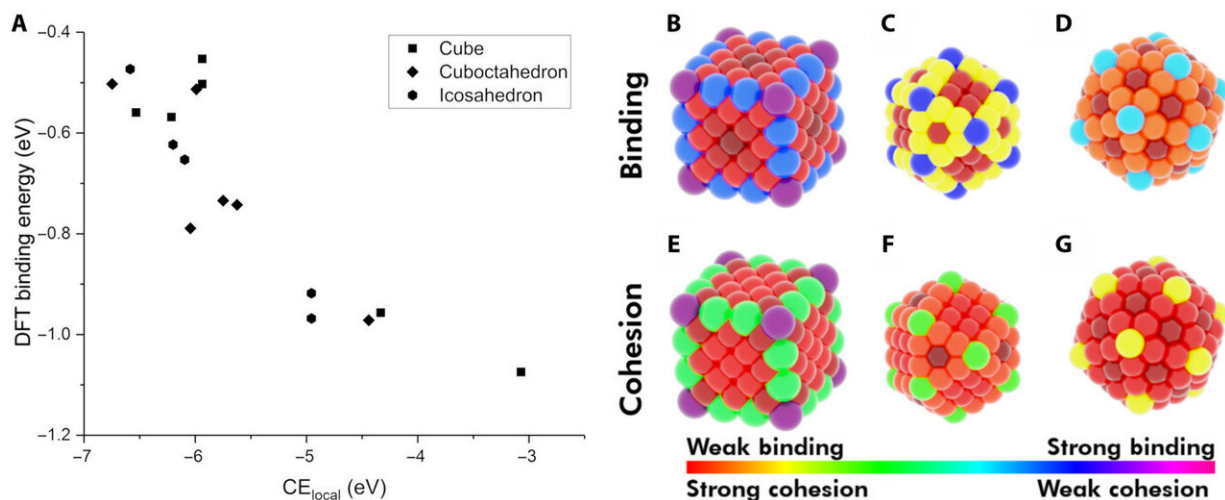 A
DFT binding energy (eV)
−0.4
−0.6
−0.8
−1.0
−1.2
−7
−6
−5
−4
−3
CE_local (eV)
Cube
Cuboctahedron
Icosahedron
B
C
D
Binding
E
F
G
Cohesion
Weak binding
Strong binding
Strong cohesion
Weak cohesion